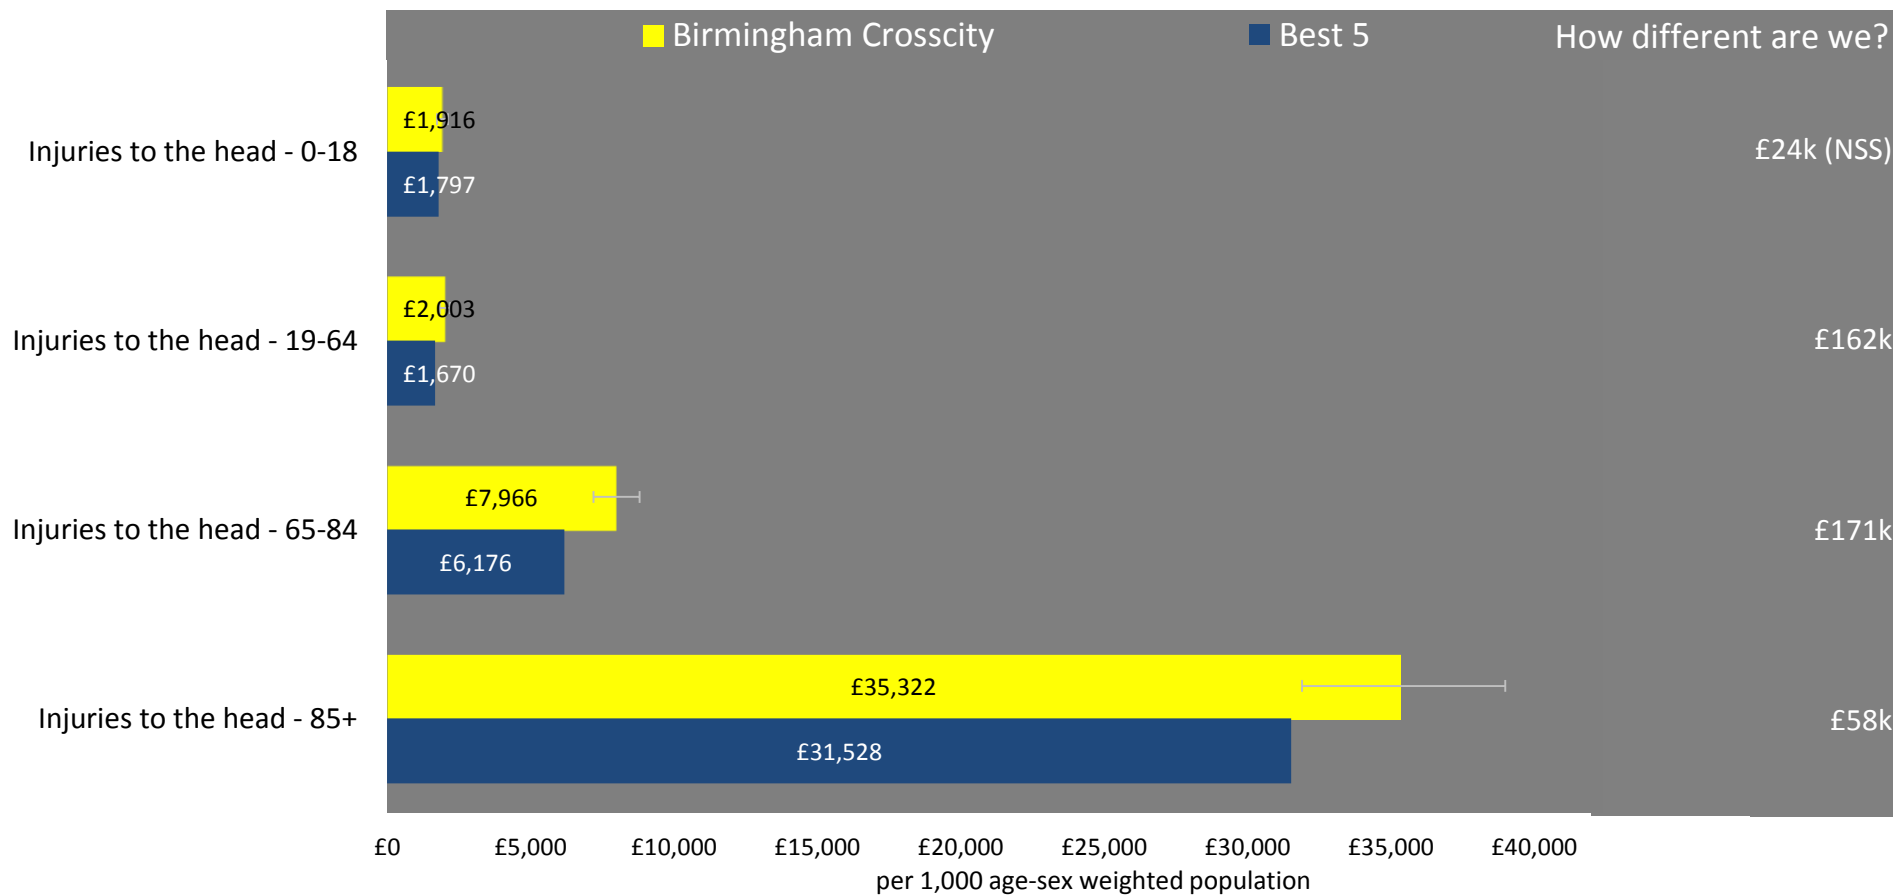 Birmingham Crosscity Best 5 How different are we?
Injuries to the head - 0-18 £1,916 £24k (NSS)
£1,797
Injuries to the head - 19-64 £2,003 £162k
£1,670
Injuries to the head - 65-84 £7,966 £171k
£6,176
Injuries to the head - 85+ £35,322 £58k
£31,528
£0 £5,000 £10,000 £15,000 £20,000 £25,000 £30,000 £35,000 £40,000
per 1,000 age-sex weighted population